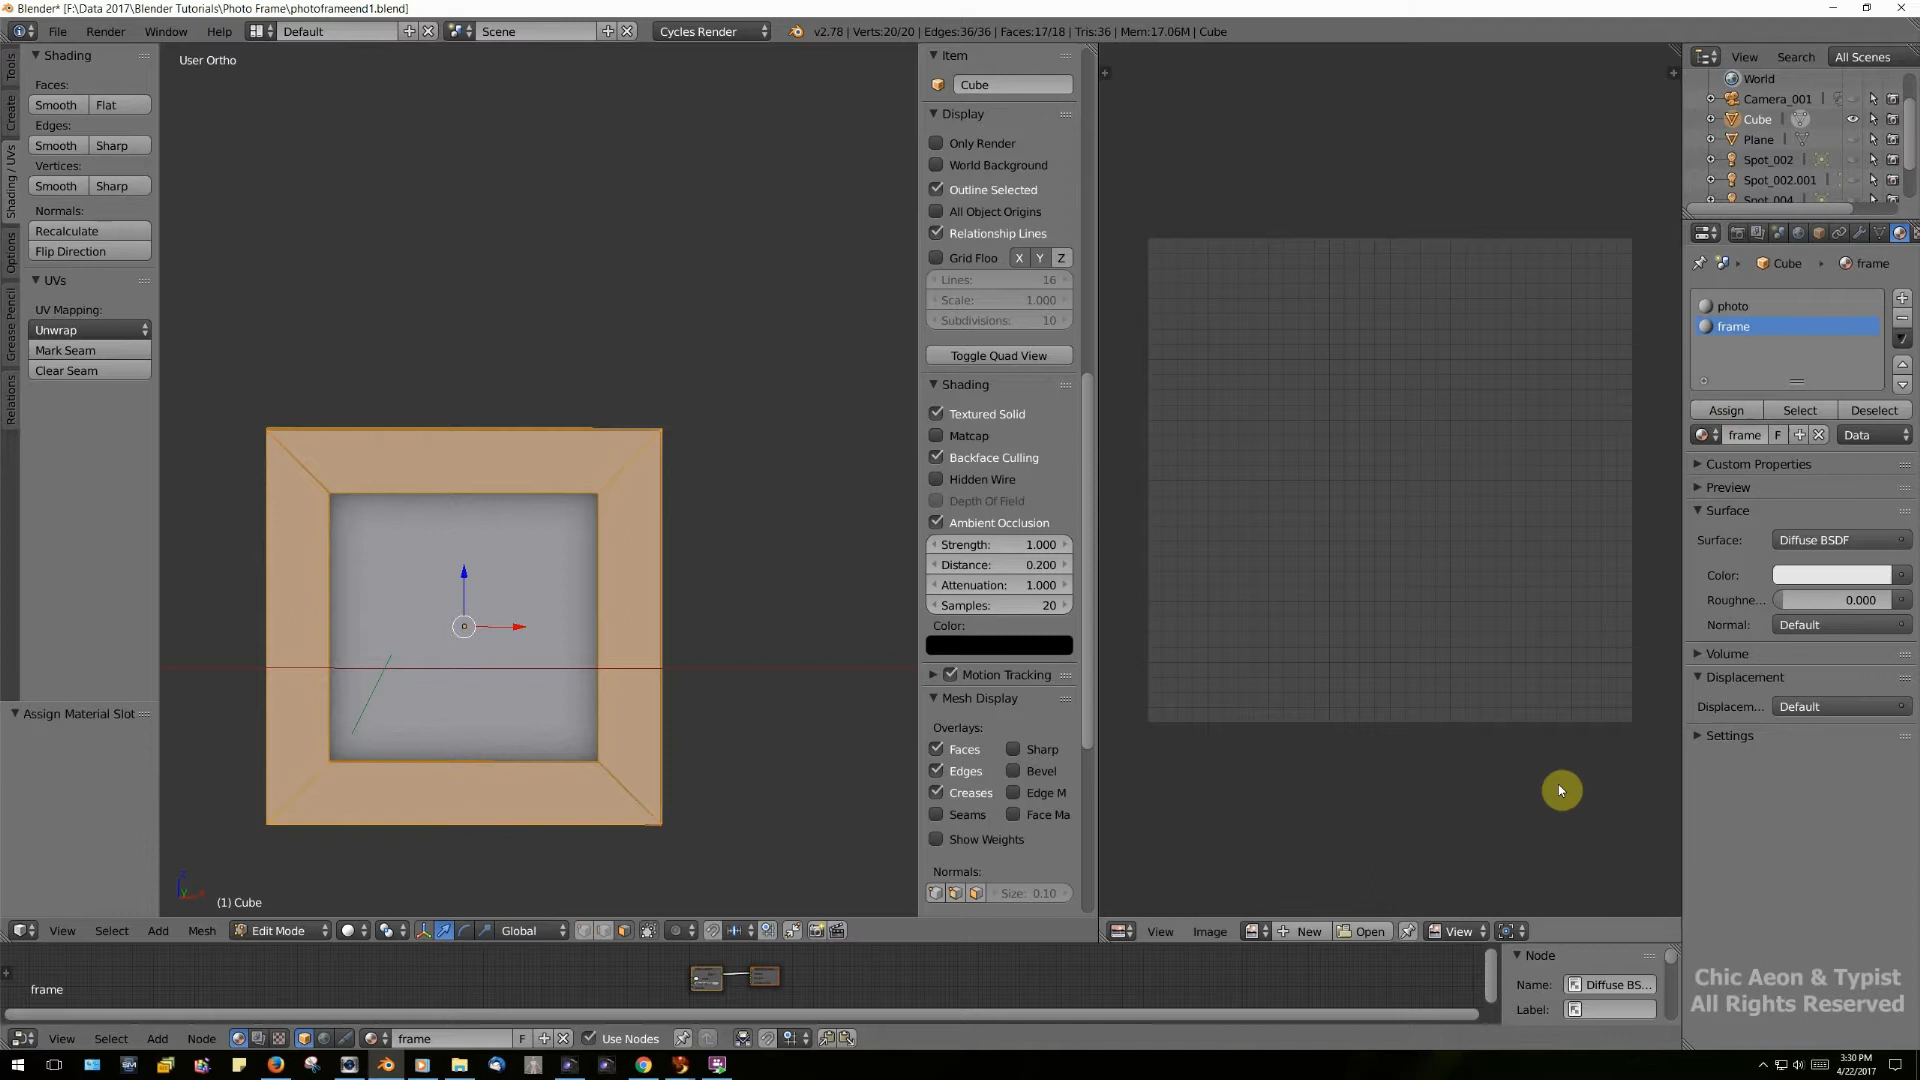 Blender* [F:\Data 2017\Blender Tutorials\Photo Frame\photoframeend1.blend]
File Render Window Help Default Scene Cycles Render v2.78 | Verts:20/20 | Edges:36/36 | Faces:17/18 | Tris:36 | Mem:17.06M | Cube
Tools
Create
Shading / UVs
Options
Grease Pencil
Relations
Shading
Faces:
Smooth Flat
Edges:
Smooth Sharp
Vertices:
Smooth Sharp
Normals:
Recalculate
Flip Direction
UVs
UV Mapping:
Unwrap
Mark Seam
Clear Seam
Assign Material Slot
User Ortho
(1) Cube
Item
Cube
Display
Only Render
World Background
Outline Selected
All Object Origins
Relationship Lines
Grid Floo X Y Z
Lines: 16
Scale: 1.000
Subdivisions: 10
Toggle Quad View
Shading
Textured Solid
Matcap
Backface Culling
Hidden Wire
Depth Of Field
Ambient Occlusion
Strength: 1.000
Distance: 0.200
Attenuation: 1.000
Samples: 20
Color:
Motion Tracking
Mesh Display
Overlays:
Faces Sharp
Edges Bevel
Creases Edge M
Seams Face Ma
Show Weights
Normals:
Size: 0.10
View Search All Scenes
World
Camera_001
Cube
Plane
Spot_002
Spot_002.001
Spot_004
Cube frame
photo
frame
Assign Select Deselect
frame F Data
Custom Properties
Preview
Surface
Surface: Diffuse BSDF
Color:
Roughne... 0.000
Normal: Default
Volume
Displacement
Displacem... Default
Settings
View Select Add Mesh Edit Mode Global
View Image New Open View
frame
Node
Name: Diffuse BS...
Label:
Chic Aeon & Typist
All Rights Reserved
View Select Add Node frame F Use Nodes
3:30 PM
4/22/2017